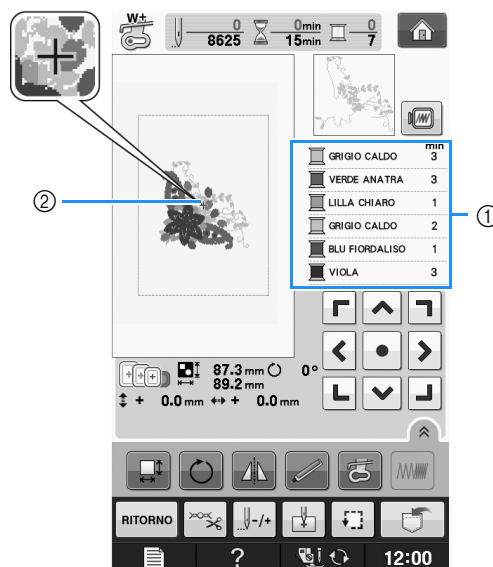 W+
0 0min 0
8625 15min 7
min
GRIGIO CALDO 3
VERDE ANATRA 3
LILLA CHIARO 1
GRIGIO CALDO 2
BLU FIORDALISO 1
VIOLA 3
①
②
87.3 mm 0°
89.2 mm
+ 0.0 mm + 0.0 mm
RITORNO -/+
? 12:00